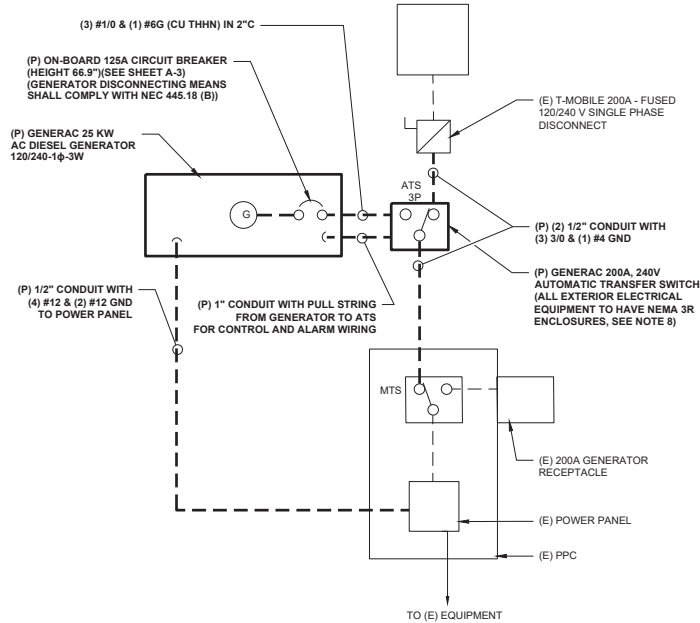 (3) #1/0 & (1) #6G (CU THHN) IN 2"C
(P) ON-BOARD 125A CIRCUIT BREAKER
(HEIGHT 66.9")(SEE SHEET A-3)
(GENERATOR DISCONNECTING MEANS
SHALL COMPLY WITH NEC 445.18 (B))
(P) GENERAC 25 KW
AC DIESEL GENERATOR
120/240-1ϕ-3W
(E) T-MOBILE 200A - FUSED
120/240 V SINGLE PHASE
DISCONNECT
ATS
3P
G
(P) (2) 1/2" CONDUIT WITH
(3) 3/0 & (1) #4 GND
(P) GENERAC 200A, 240V
AUTOMATIC TRANSFER SWITCH
(ALL EXTERIOR ELECTRICAL
EQUIPMENT TO HAVE NEMA 3R
ENCLOSURES, SEE NOTE 8)
(P) 1/2" CONDUIT WITH
(4) #12 & (2) #12 GND
TO POWER PANEL
(P) 1" CONDUIT WITH PULL STRING
FROM GENERATOR TO ATS
FOR CONTROL AND ALARM WIRING
MTS
(E) 200A GENERATOR
RECEPTACLE
(E) POWER PANEL
(E) PPC
TO (E) EQUIPMENT